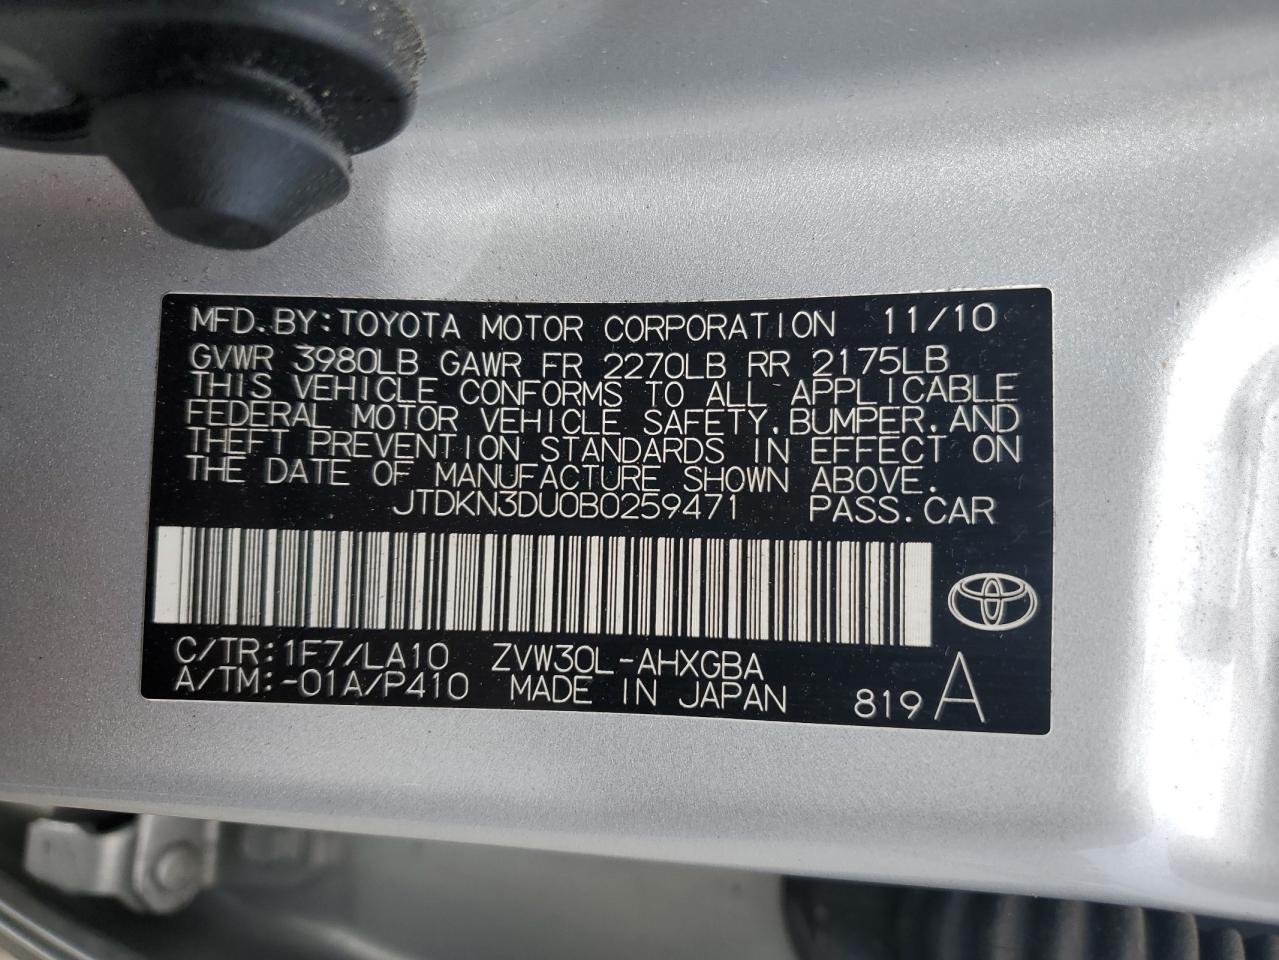 MFD.BY:TOYOTA MOTOR CORPORATION 11/10
GVWR 3980LB GAWR FR 2270LB RR 2175LB
THIS VEHICLE CONFORMS TO ALL APPLICABLE
FEDERAL MOTOR VEHICLE SAFETY,BUMPER,AND
THEFT PREVENTION STANDARDS IN EFFECT ON
THE DATE OF MANUFACTURE SHOWN ABOVE.
JTDKN3DU0B0259471 PASS.CAR
C/TR:1F7/LA10 ZVW30L-AHXGBA
A/TM:-01A/P410 MADE IN JAPAN 819 A